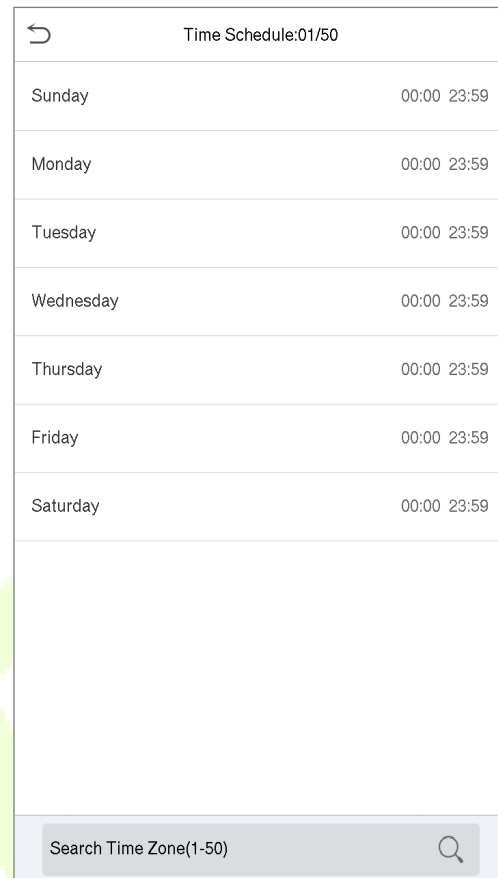 Time Schedule:01/50
Sunday 00:00 23:59
Monday 00:00 23:59
Tuesday 00:00 23:59
Wednesday 00:00 23:59
Thursday 00:00 23:59
Friday 00:00 23:59
Saturday 00:00 23:59
Search Time Zone(1-50)